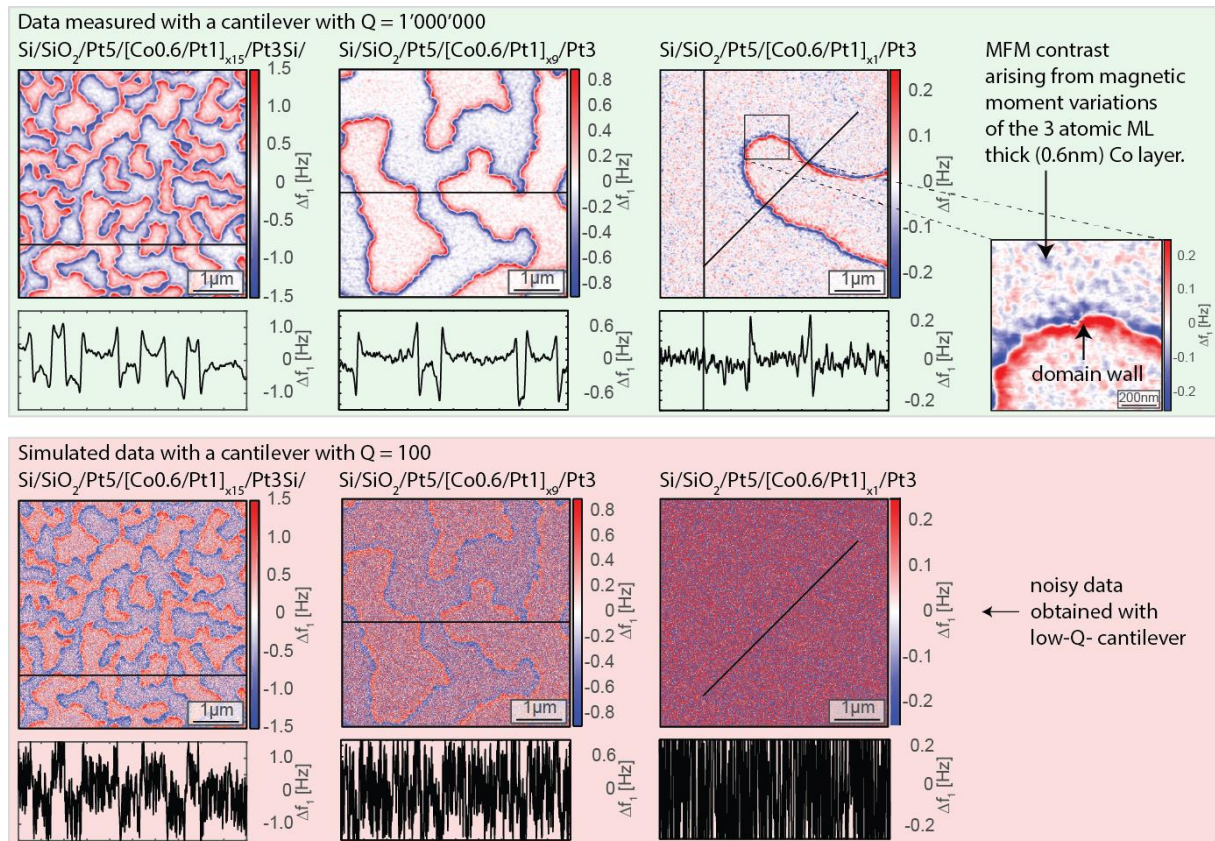 Data measured with a cantilever with Q = 1’000’000
Si/SiO2/Pt5/[Co0.6/Pt1]x15/Pt3Si/
1.5
1.0
0.5
0
-0.5
-1.0
-1.5
Δf1 [Hz]
1μm
1.0
0
-1.0
Δf1 [Hz]
Si/SiO2/Pt5/[Co0.6/Pt1]x9/Pt3
0.8
0.6
0.4
0.2
0
-0.2
-0.4
-0.6
-0.8
Δf1 [Hz]
1μm
0.6
0
-0.6
Δf1 [Hz]
Si/SiO2/Pt5/[Co0.6/Pt1]x1/Pt3
0.2
0.1
0
-0.1
-0.2
Δf1 [Hz]
1μm
0.2
0
-0.2
Δf1 [Hz]
MFM contrast
arising from magnetic
moment variations
of the 3 atomic ML
thick (0.6nm) Co layer.
domain wall
200nm
0.2
0.1
0
-0.1
-0.2
Δf1 [Hz]
Simulated data with a cantilever with Q = 100
Si/SiO2/Pt5/[Co0.6/Pt1]x15/Pt3Si/
1.5
1.0
0.5
0
-0.5
-1.0
-1.5
Δf1 [Hz]
1μm
1.0
0
-1.0
Δf1 [Hz]
Si/SiO2/Pt5/[Co0.6/Pt1]x9/Pt3
0.8
0.6
0.4
0.2
0
-0.2
-0.4
-0.6
-0.8
Δf1 [Hz]
1μm
0.6
0
-0.6
Δf1 [Hz]
Si/SiO2/Pt5/[Co0.6/Pt1]x1/Pt3
0.2
0.1
0
-0.1
-0.2
Δf1 [Hz]
1μm
0.2
0
-0.2
Δf1 [Hz]
noisy data
obtained with
low-Q- cantilever